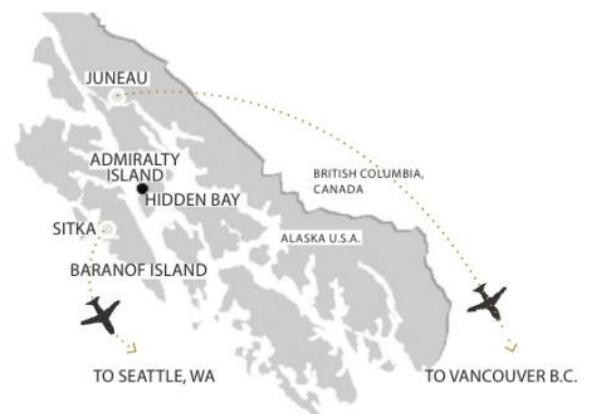 JUNEAU
ADMIRALTY
ISLAND
HIDDEN BAY
BRITISH COLUMBIA,
CANADA
SITKA
ALASKA U.S.A.
BARANOF ISLAND
TO SEATTLE, WA
TO VANCOUVER B.C.